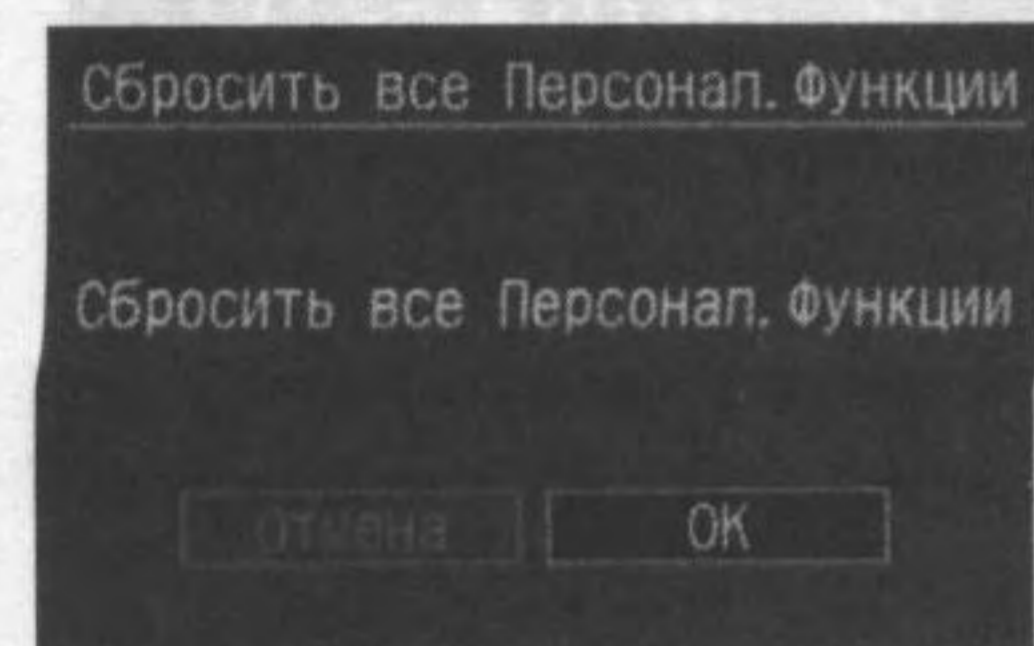 Сбросить все Персонал. Функции
Сбросить все Персонал. Функции
Отмена
OK